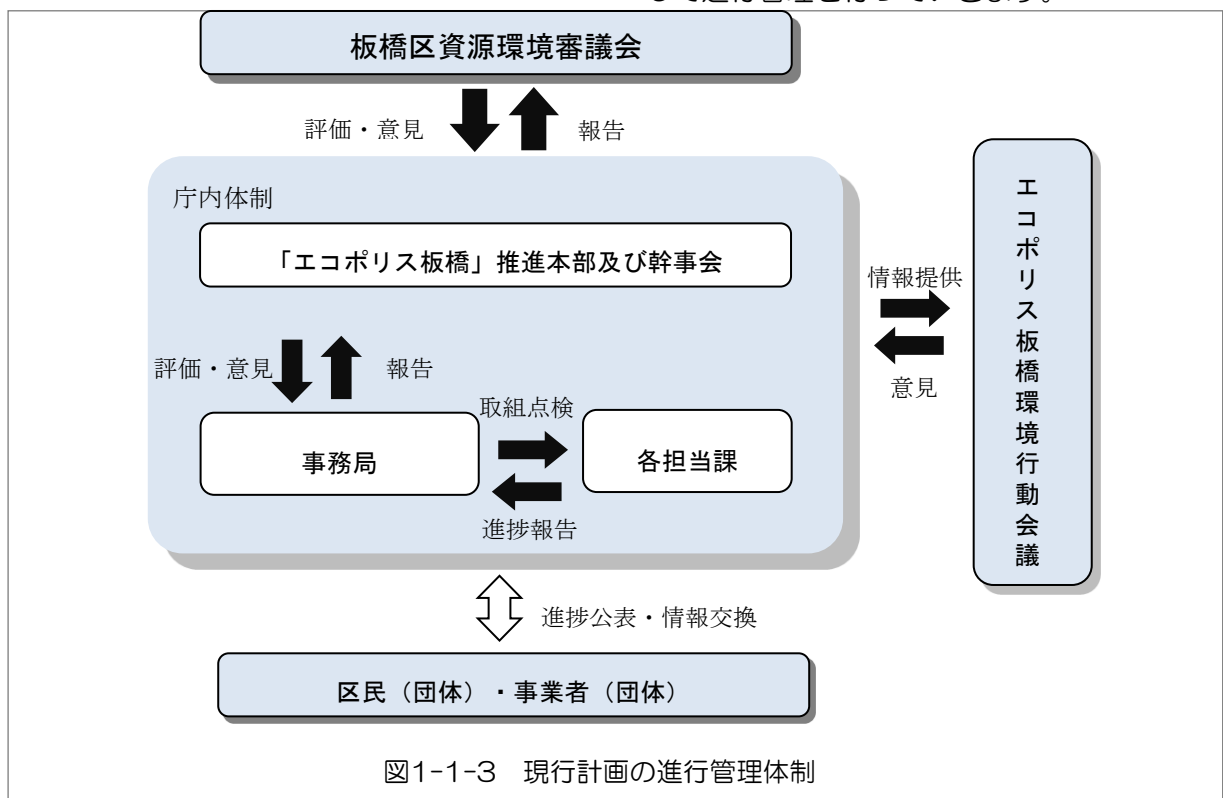 板橋区資源環境審議会
評価・意見
報告
庁内体制
「エコポリス板橋」推進本部及び幹事会
評価・意見
報告
取組点検
事務局
各担当課
進捗報告
情報提供
意見
エコポリス板橋環境行動会議
進捗公表・情報交換
区民（団体）・事業者（団体）
図1-1-3　現行計画の進行管理体制